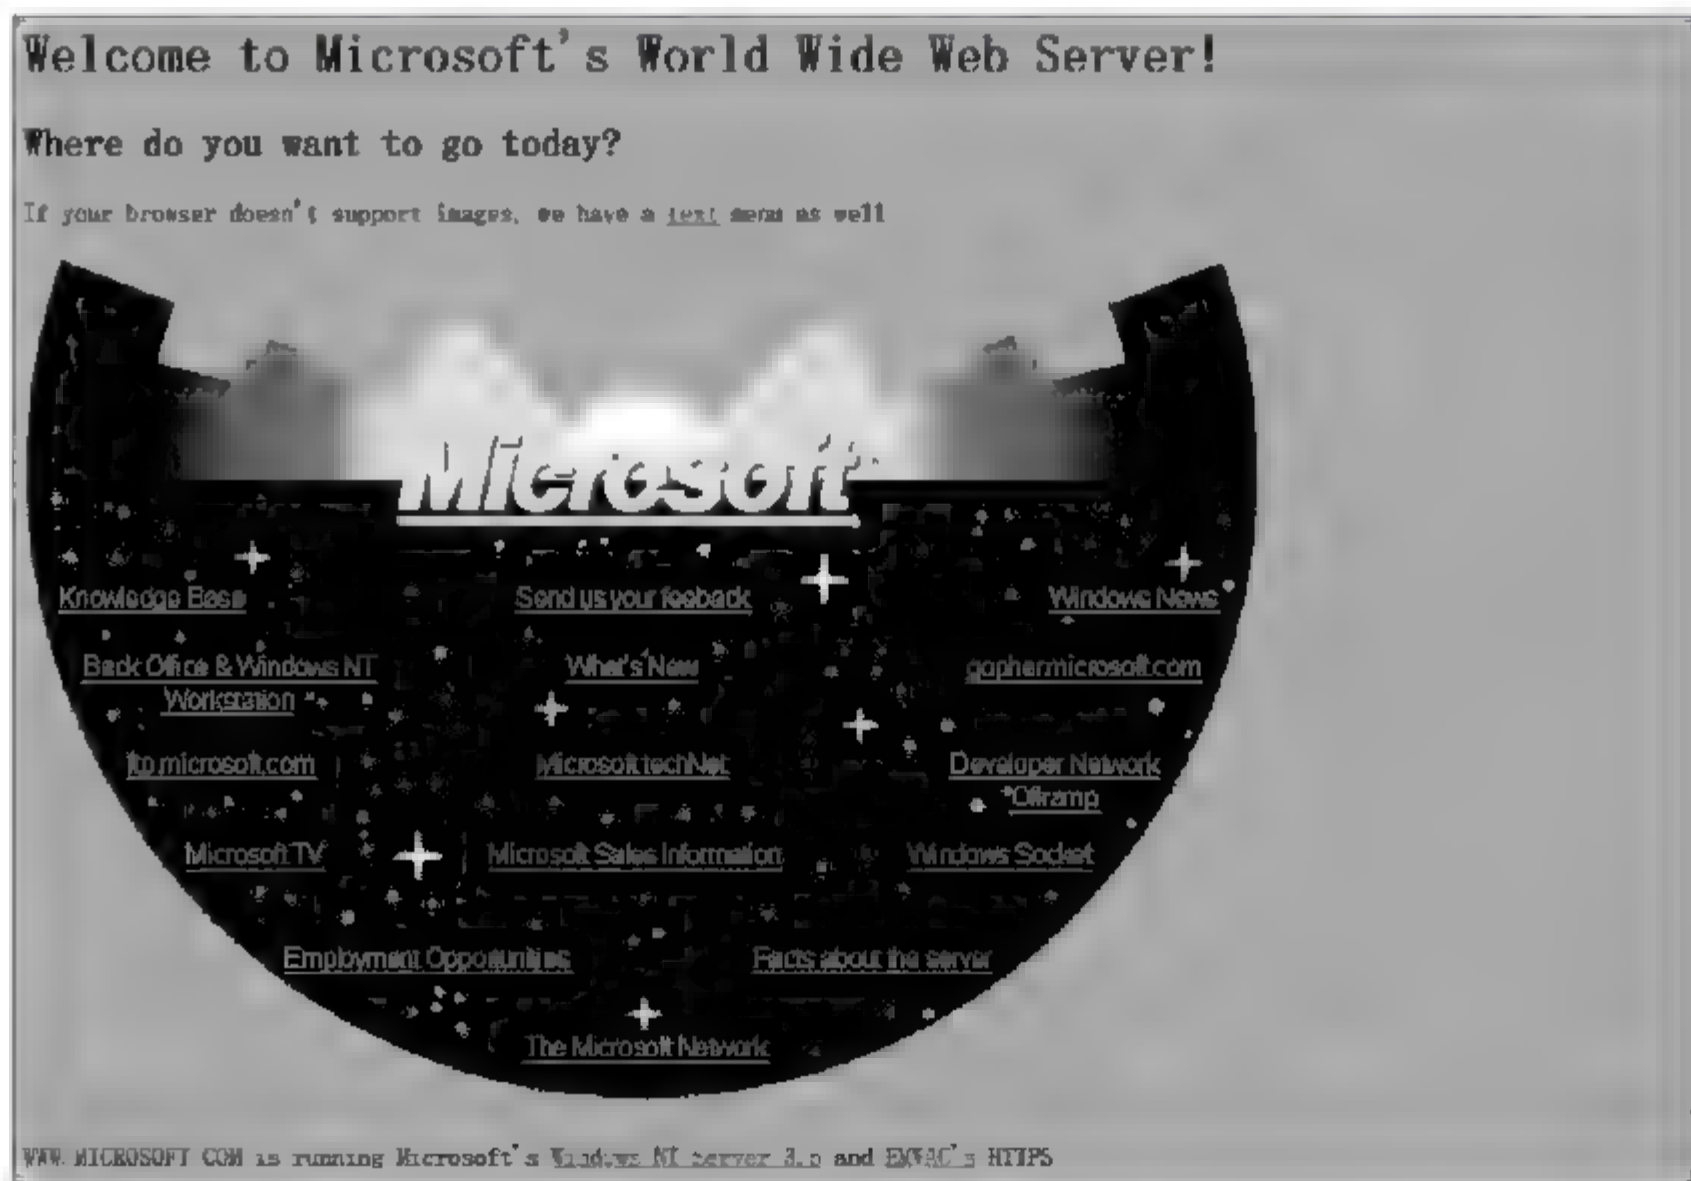 Welcome to Microsoft's World Wide Web Server!
Where do you want to go today?
If your browser doesn't support images, we have a text menu as well
Microsoft
Knowledge Base
Send us your feeback
Windows News
Back Office & Windows NT
Workstation
What's New
gophermicrosoft.com
ftp.microsoft.com
Microsoft techNet
Developer Network
Offramp
Microsoft TV
Microsoft Sales Information
Windows Socket
Employment Opportunities
Facts about the server
The Microsoft Network
WWW.MICROSOFT COM is running Microsoft's Windows NT Server 3.5 and EMWAC's HTTPS